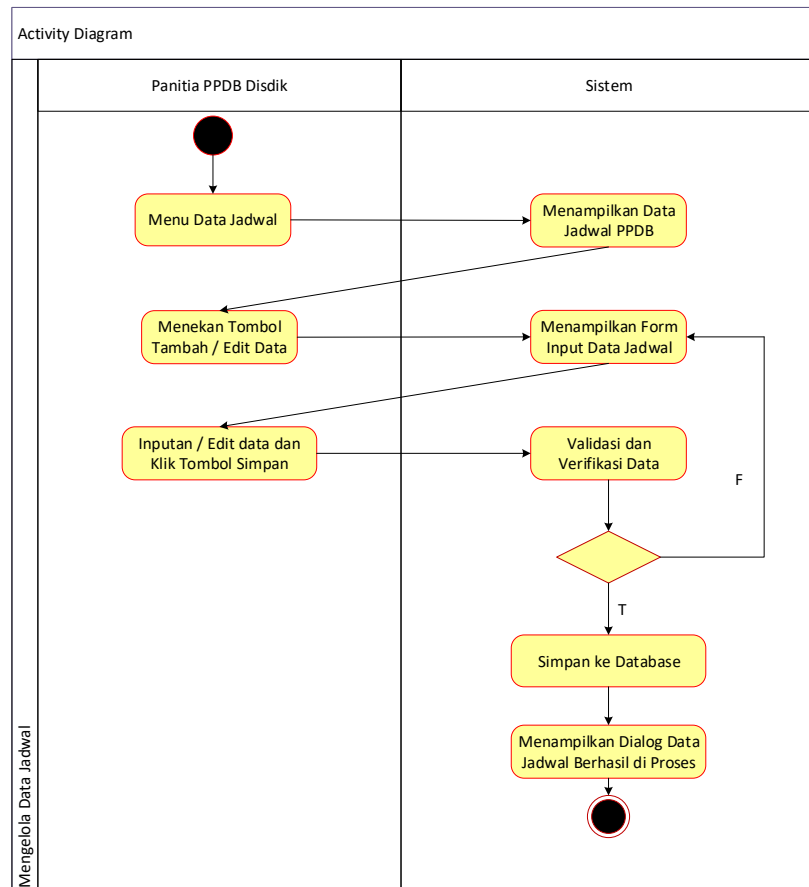 Activity Diagram
Panitia PPDB Disdik
Sistem
Menu Data Jadwal
Menampilkan Data
Jadwal PPDB
Menekan Tombol
Tambah / Edit Data
Menampilkan Form
Input Data Jadwal
Inputan / Edit data dan
Klik Tombol Simpan
Validasi dan
Verifikasi Data
F
T
Simpan ke Database
Menampilkan Dialog Data
Jadwal Berhasil di Proses
Mengelola Data Jadwal